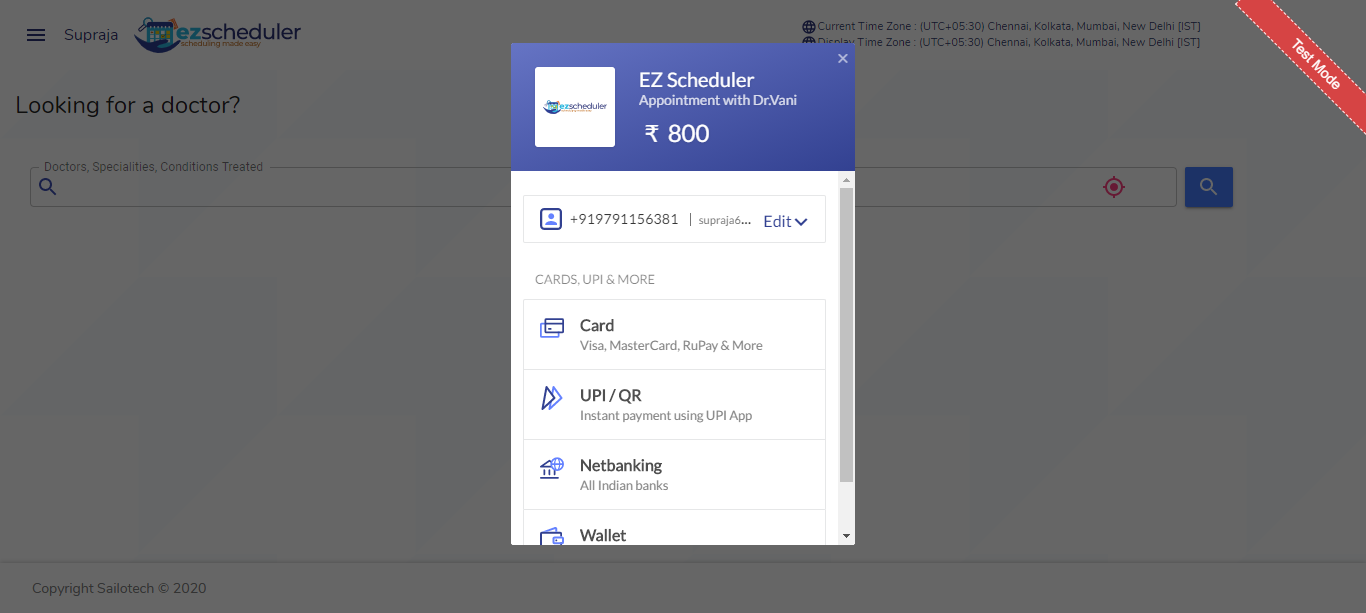 Supraja
ezscheduler
scheduling made easy
Current Time Zone : (UTC+05:30) Chennai, Kolkata, Mumbai, New Delhi [IST]
Display Time Zone : (UTC+05:30) Chennai, Kolkata, Mumbai, New Delhi [IST]
Test Mode
Looking for a doctor?
Doctors, Specialities, Conditions Treated
ezscheduler
EZ Scheduler
Appointment with Dr.Vani
₹ 800
+919791156381 | supraja6... Edit
CARDS, UPI & MORE
Card
Visa, MasterCard, RuPay & More
UPI / QR
Instant payment using UPI App
Netbanking
All Indian banks
Wallet
Copyright Sailotech © 2020